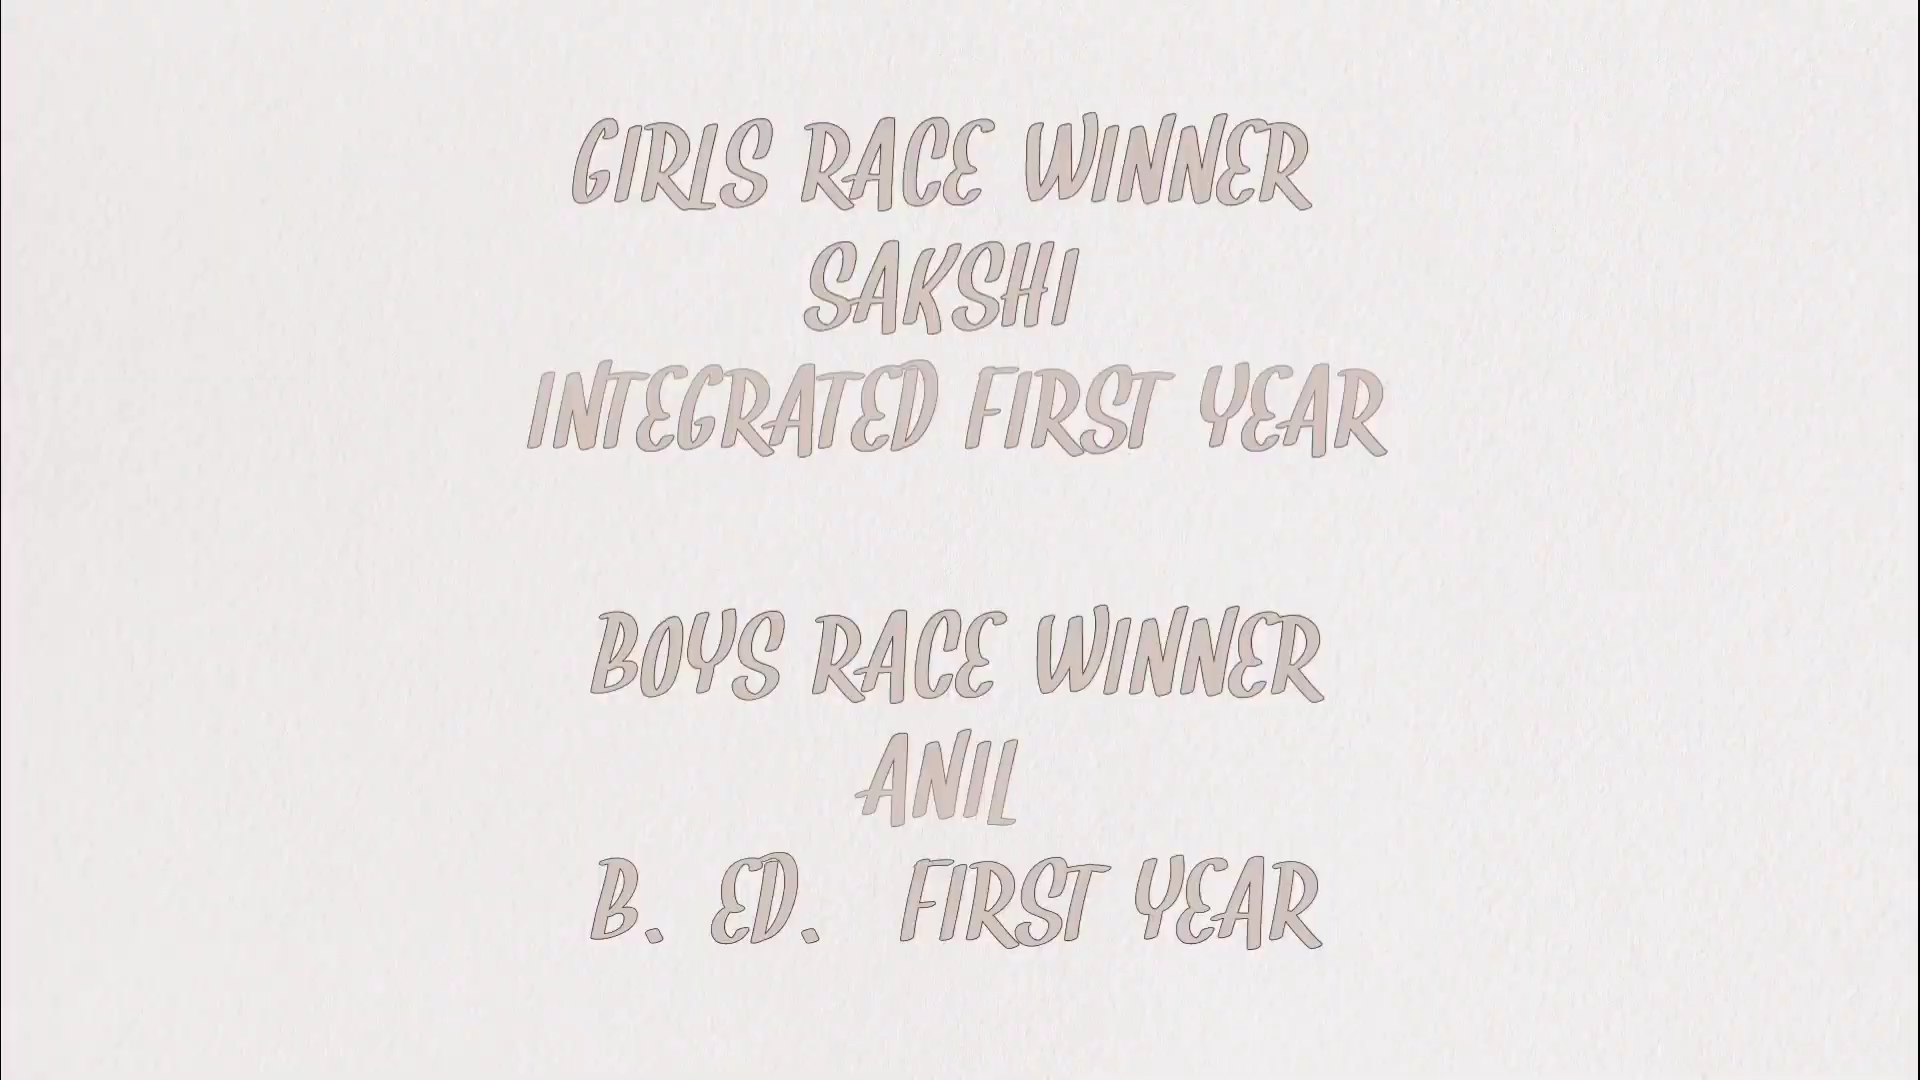 GIRLS RACE WINNER
SAKSHI
INTEGRATED FIRST YEAR
BOYS RACE WINNER
ANIL
B. ED. FIRST YEAR